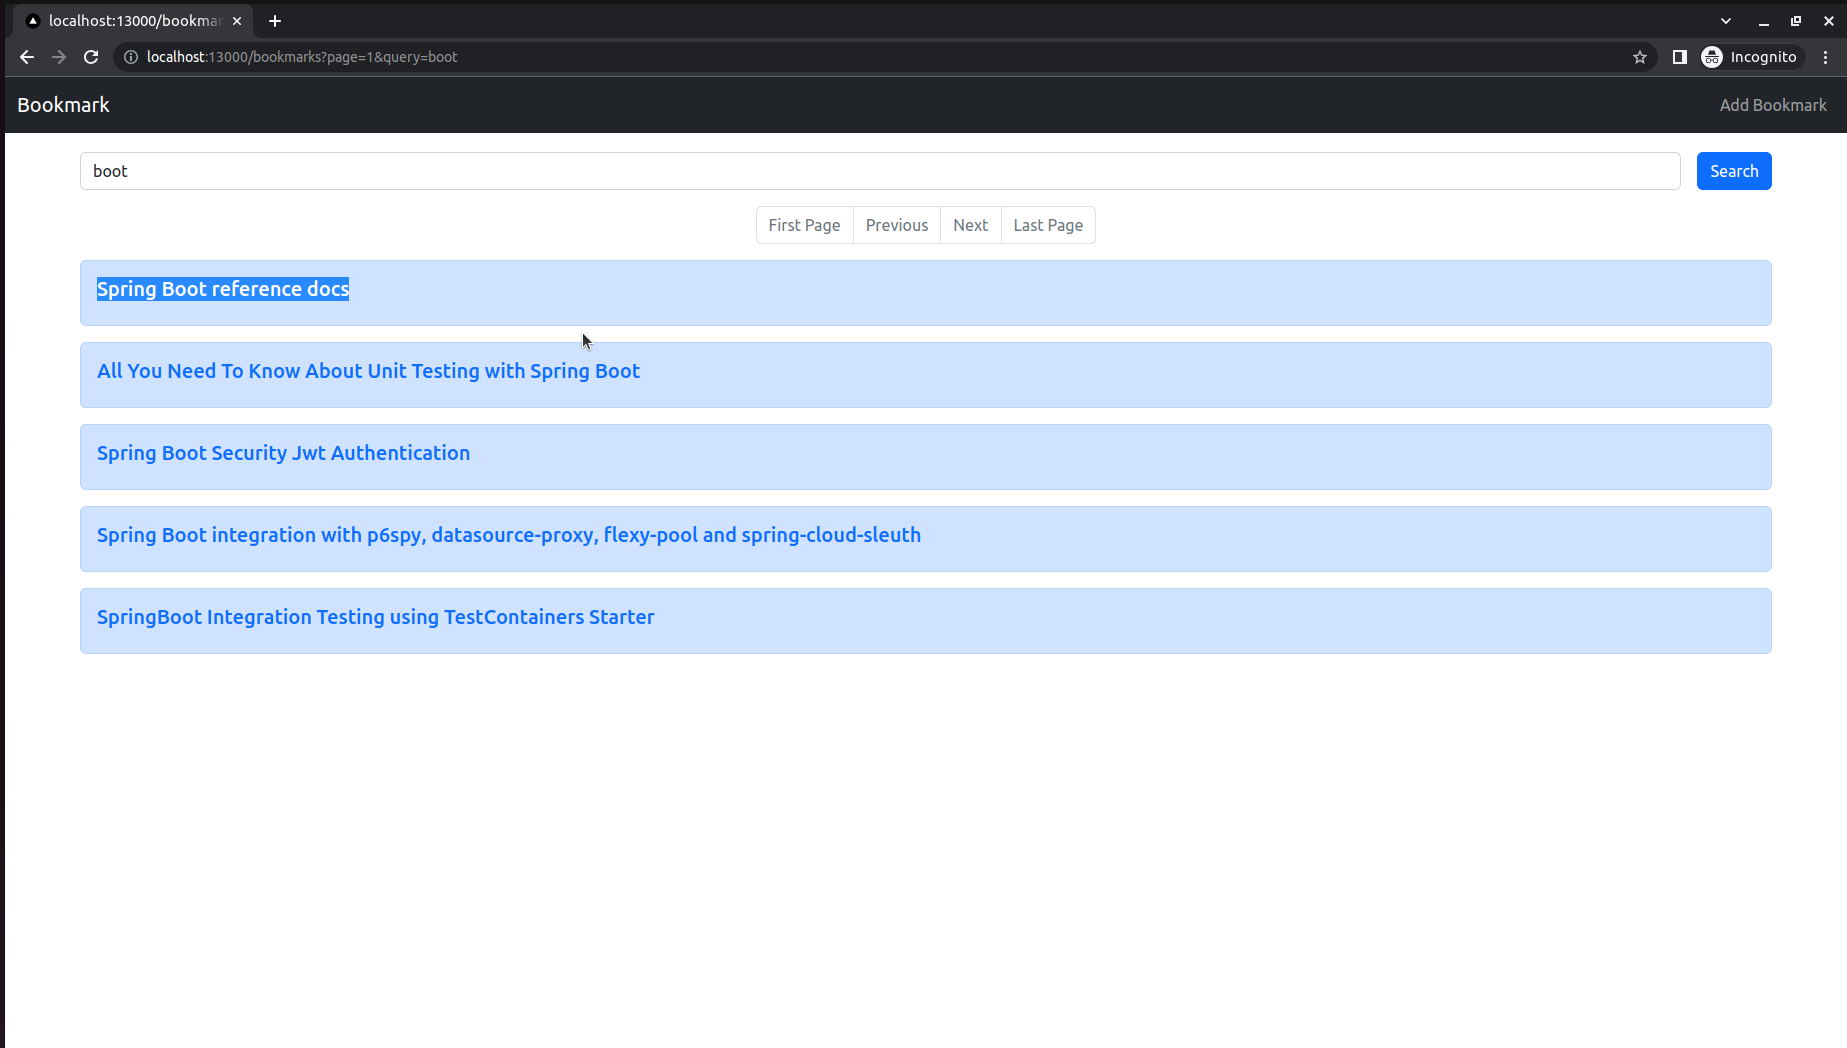 localhost:13000/bookmar
localhost:13000/bookmarks?page=1&query=boot
Incognito
Bookmark
Add Bookmark
boot
Search
First Page Previous Next Last Page
Spring Boot reference docs
All You Need To Know About Unit Testing with Spring Boot
Spring Boot Security Jwt Authentication
Spring Boot integration with p6spy, datasource-proxy, flexy-pool and spring-cloud-sleuth
SpringBoot Integration Testing using TestContainers Starter